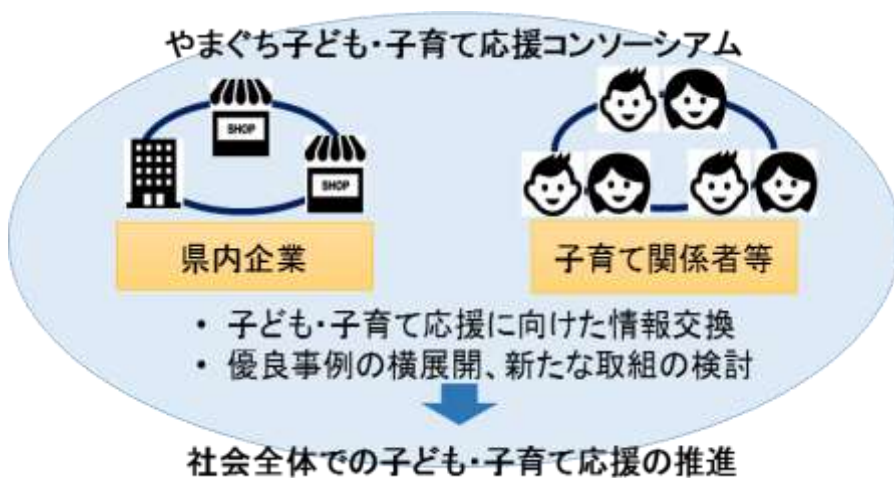 やまぐち子ども・子育て応援コンソーシアム
SHOP
SHOP
県内企業
子育て関係者等
• 子ども・子育て応援に向けた情報交換
• 優良事例の横展開、新たな取組の検討
社会全体での子ども・子育て応援の推進